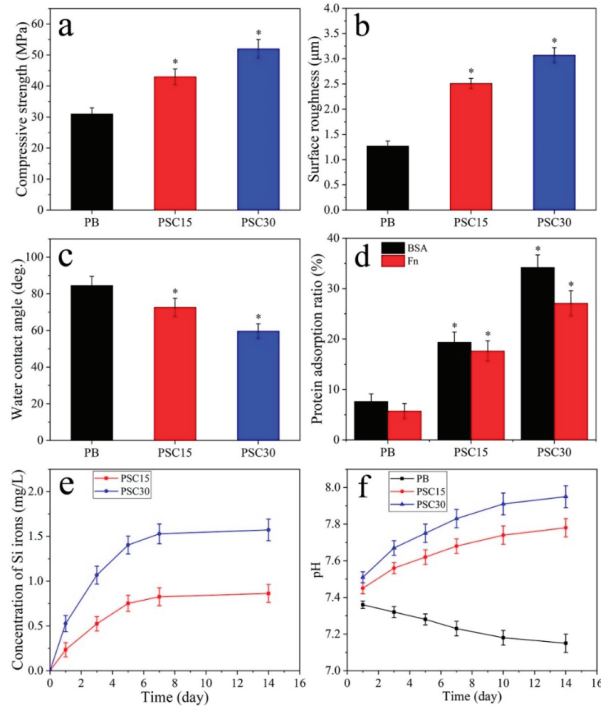 a
Compressive strength (MPa)
60
50
40
30
20
10
0
*
*
PB
PSC15
PSC30
b
Surface roughness (μm)
4.0
3.5
3.0
2.5
2.0
1.5
1.0
0.5
0.0
*
*
PB
PSC15
PSC30
c
Water contact angle (deg.)
100
80
60
40
20
0
*
*
PB
PSC15
PSC30
d
BSA
Fn
Protein adsorption ratio (%)
40
30
20
10
0
*
*
*
*
PB
PSC15
PSC30
e
PSC15
PSC30
Concentration of Si irons (mg/L)
2.0
1.5
1.0
0.5
0.0
0
2
4
6
8
10
12
14
16
Time (day)
f
PB
PSC15
PSC30
pH
8.0
7.8
7.6
7.4
7.2
7.0
0
2
4
6
8
10
12
14
16
Time (day)